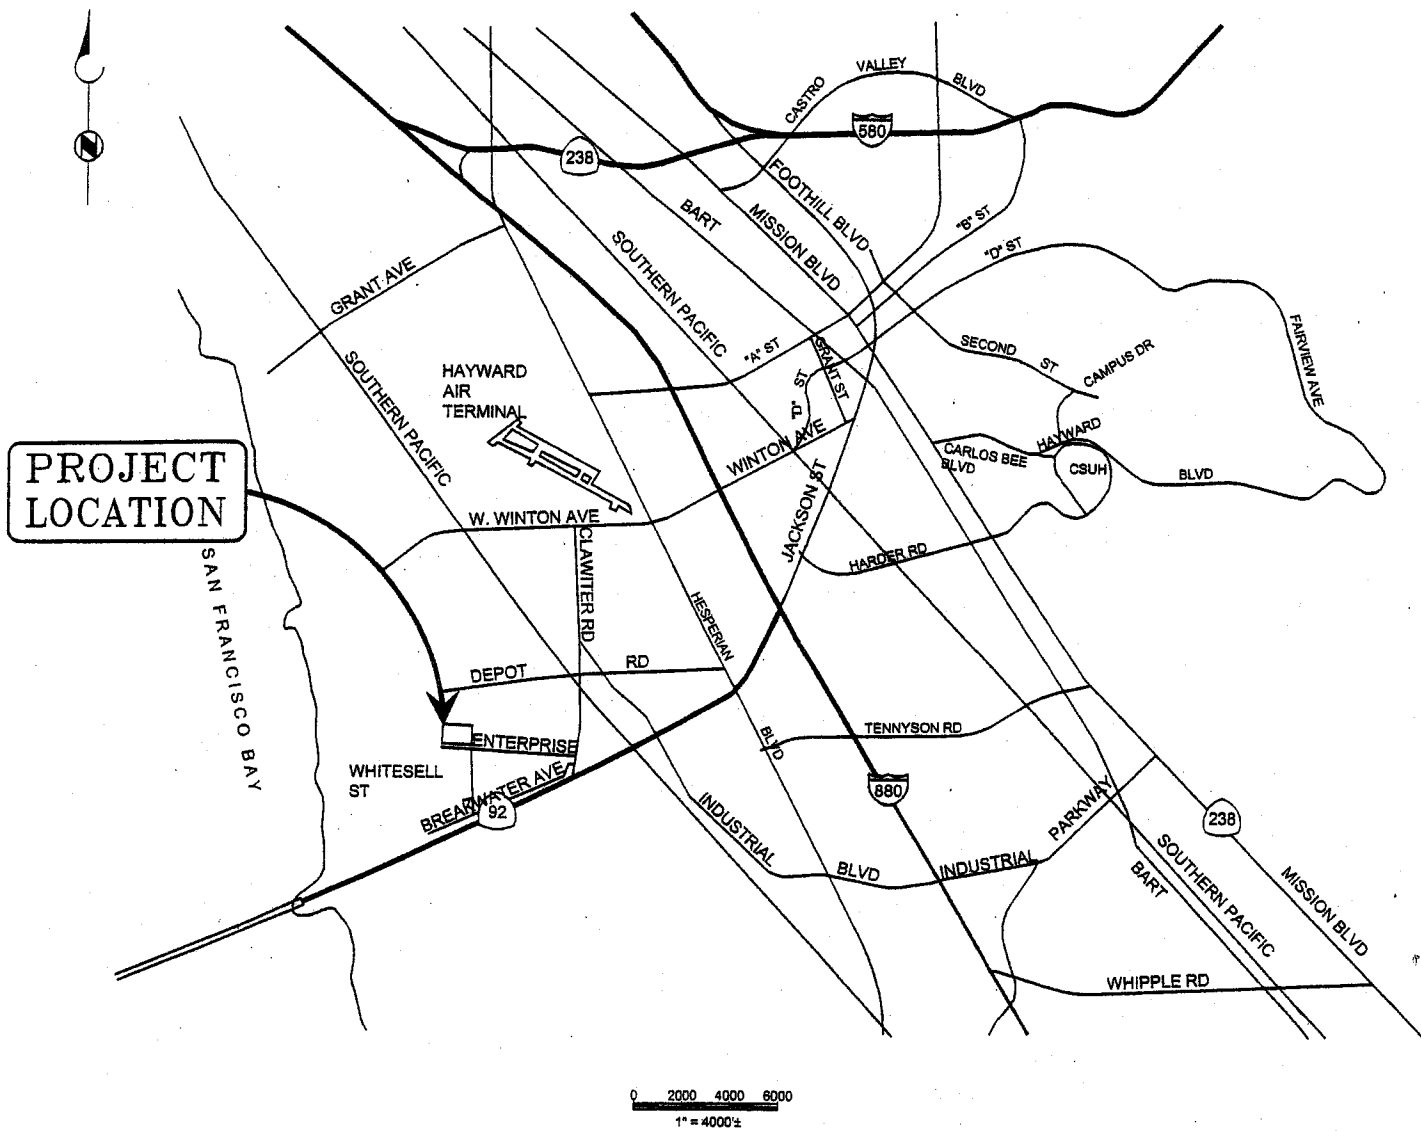 CASTRO
VALLEY
BLVD
580
238
FOOTHILL BLVD
BART
MISSION BLVD
"B" ST
"D" ST
SOUTHERN PACIFIC
GRANT AVE
FAIRVIEW AVE
"A" ST
GRANT ST
SECOND
ST
CAMPUS DR
SOUTHERN PACIFIC
HAYWARD
AIR
TERMINAL
"D"
ST
WINTON AVE
HAYWARD
CARLOS BEE
BLVD
CSUH
BLVD
PROJECT
LOCATION
JACKSON ST
W. WINTON AVE
CLAWITER RD
HARDER RD
SAN FRANCISCO BAY
HESPERIAN
DEPOT
RD
BLVD
TENNYSON RD
ENTERPRISE
WHITESELL
ST
BREAKWATER AVE
92
880
INDUSTRIAL
BLVD
INDUSTRIAL
PARKWAY
238
SOUTHERN PACIFIC
BART
MISSION BLVD
WHIPPLE RD
0 2000 4000 6000
1" = 4000'±